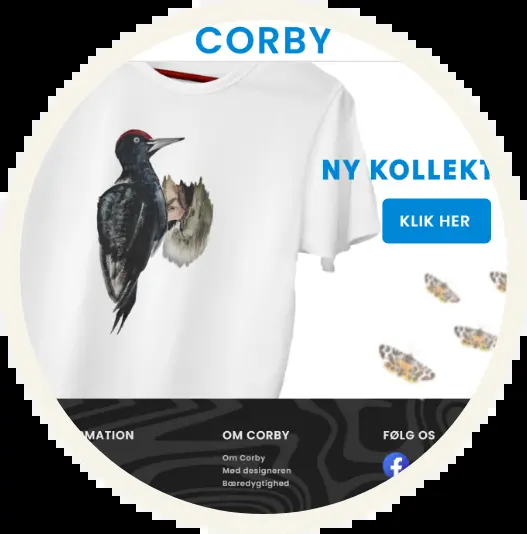 CORBY
NY KOLLEKT
KLIK HER
MATION
OM CORBY
FØLG OS
Om Corby
Mød designeren
Bæredygtighed